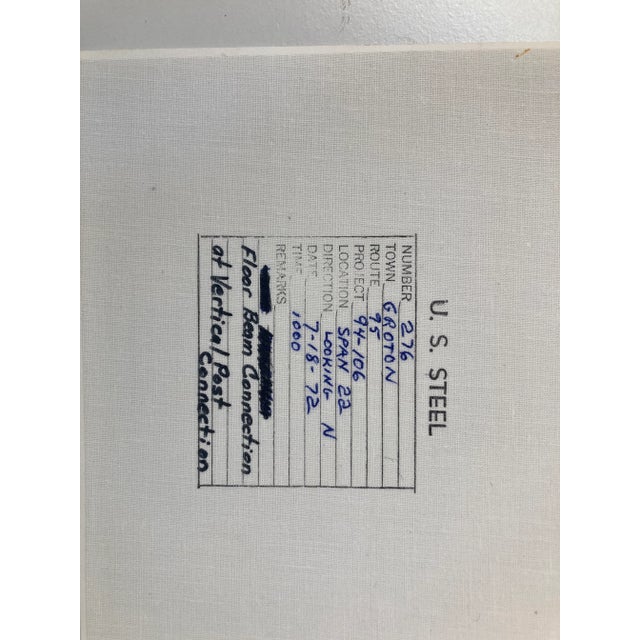 U. S. STEEL
NUMBER 276
TOWN GROTON
ROUTE 95
PROJECT 94-106
LOCATION SPAN 22
DIRECTION LOOKING N
DATE 7-18-72
TIME 1000
REMARKS
Floor Beam Connection
at Vertical Post
Connection